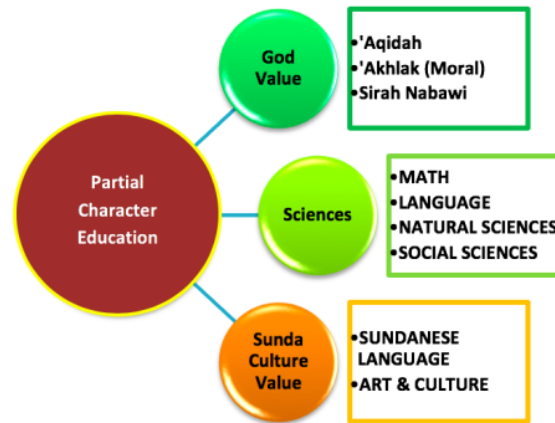 Partial
Character
Education
God
Value
•'Aqidah
•'Akhlak (Moral)
•Sirah Nabawi
Sciences
•MATH
•LANGUAGE
•NATURAL SCIENCES
•SOCIAL SCIENCES
Sunda
Culture
Value
•SUNDANESE
LANGUAGE
•ART & CULTURE